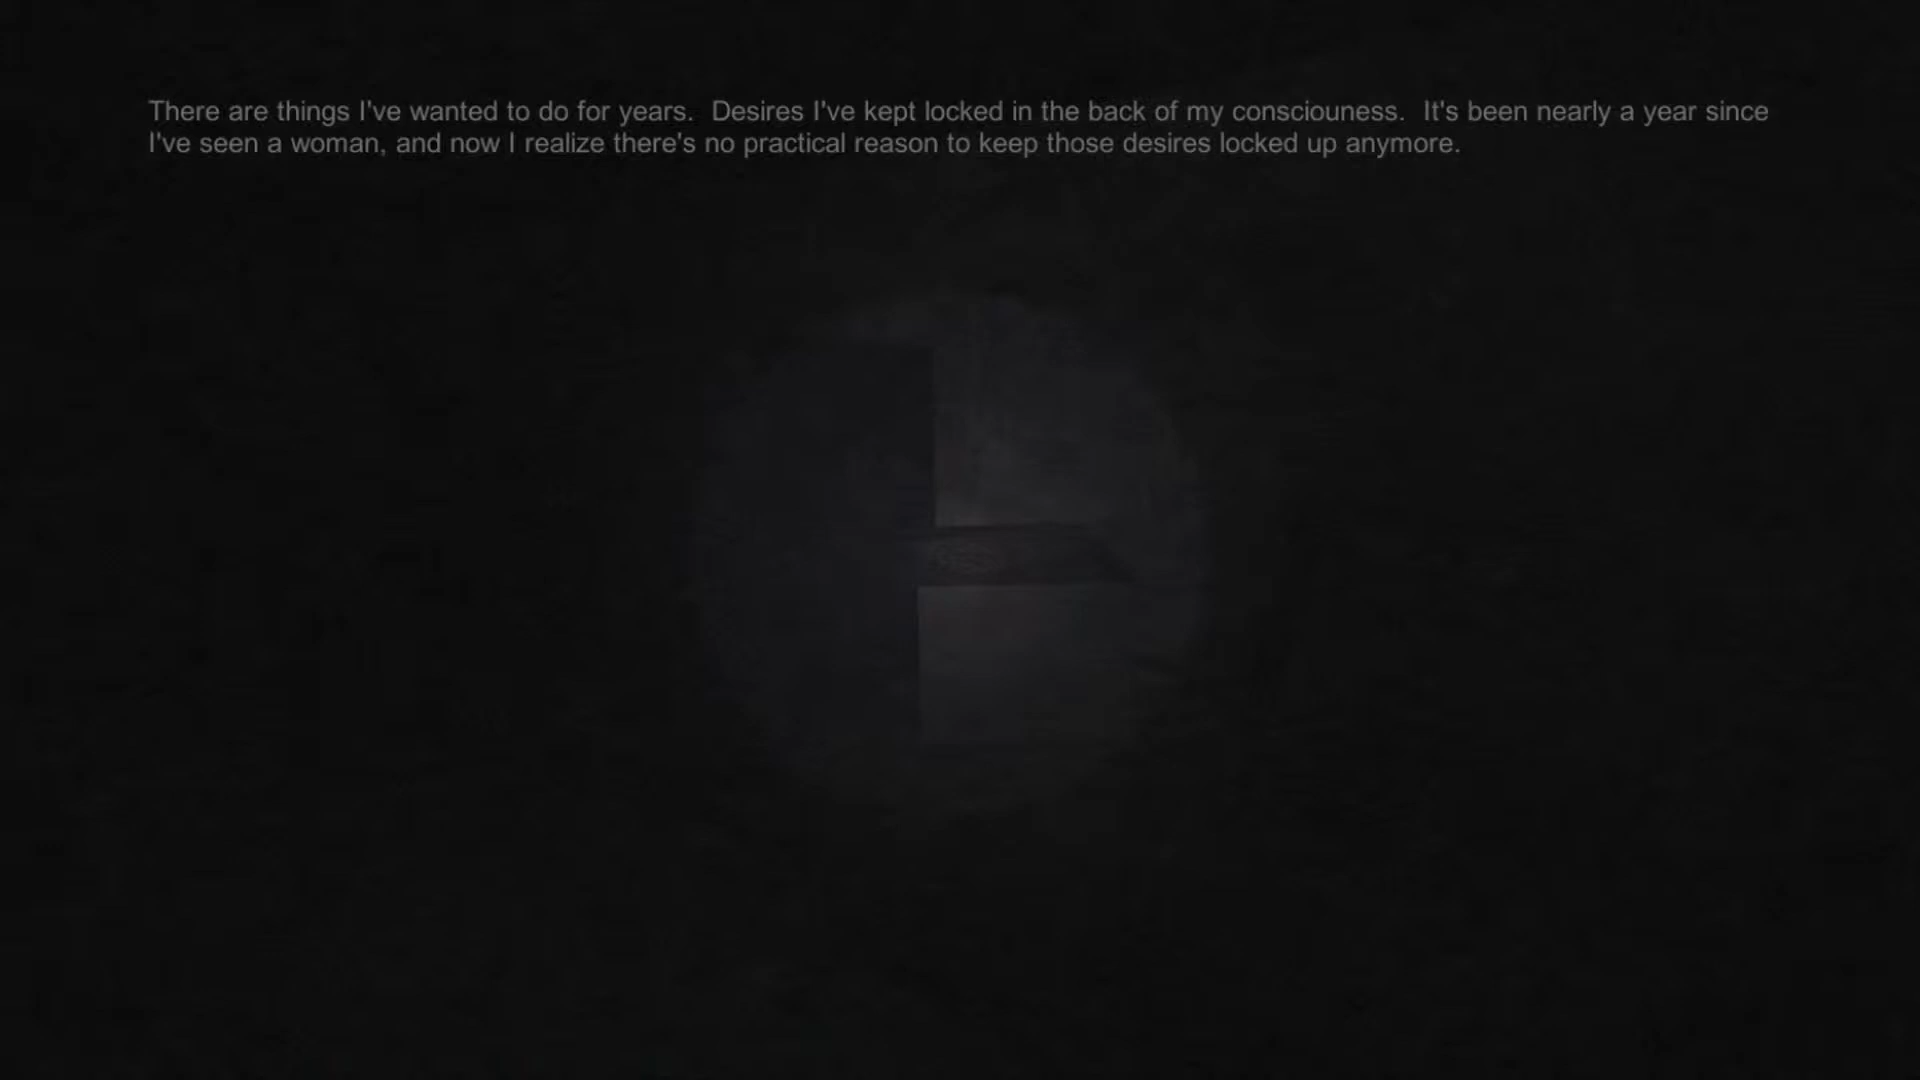 There are things I've wanted to do for years.  Desires I've kept locked in the back of my consciouness.  It's been nearly a year since
I've seen a woman, and now I realize there's no practical reason to keep those desires locked up anymore.